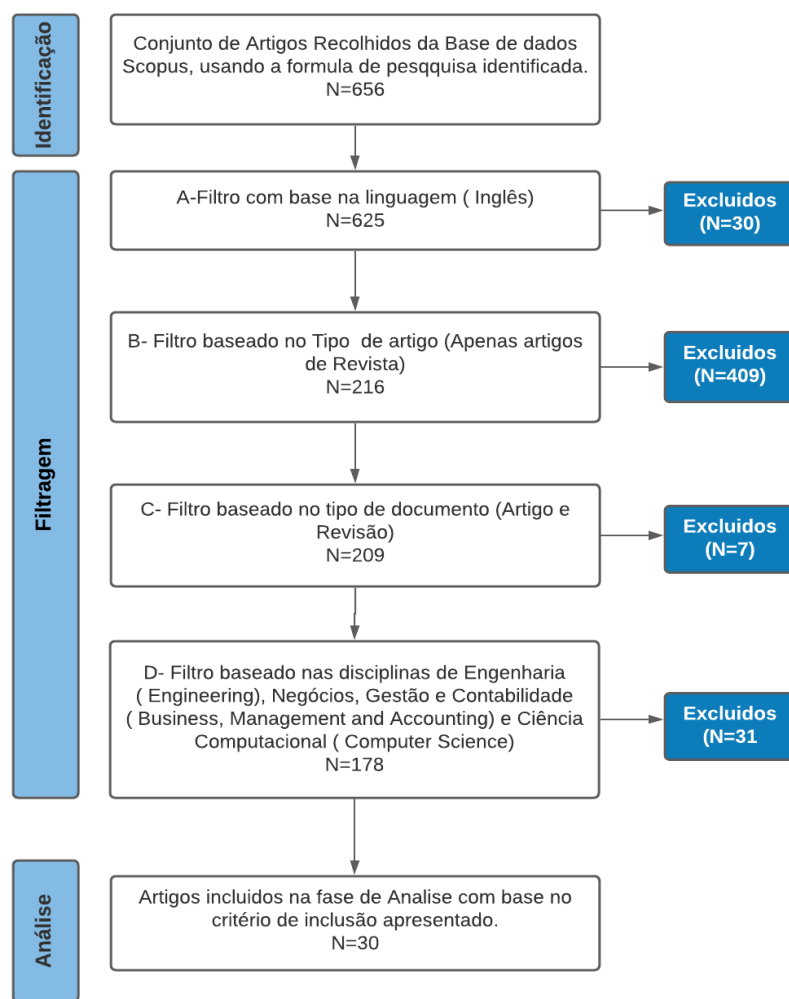 Identificação
Conjunto de Artigos Recolhidos da Base de dados
Scopus, usando a formula de pesqquisa identificada.
N=656
Filtragem
A-Filtro com base na linguagem ( Inglês)
N=625
Excluidos
(N=30)
B- Filtro baseado no Tipo de artigo (Apenas artigos
de Revista)
N=216
Excluidos
(N=409)
C- Filtro baseado no tipo de documento (Artigo e
Revisão)
N=209
Excluidos
(N=7)
D- Filtro baseado nas disciplinas de Engenharia
( Engineering), Negócios, Gestão e Contabilidade
( Business, Management and Accounting) e Ciência
Computacional ( Computer Science)
N=178
Excluidos
(N=31
Análise
Artigos incluidos na fase de Analise com base no
critério de inclusão apresentado.
N=30